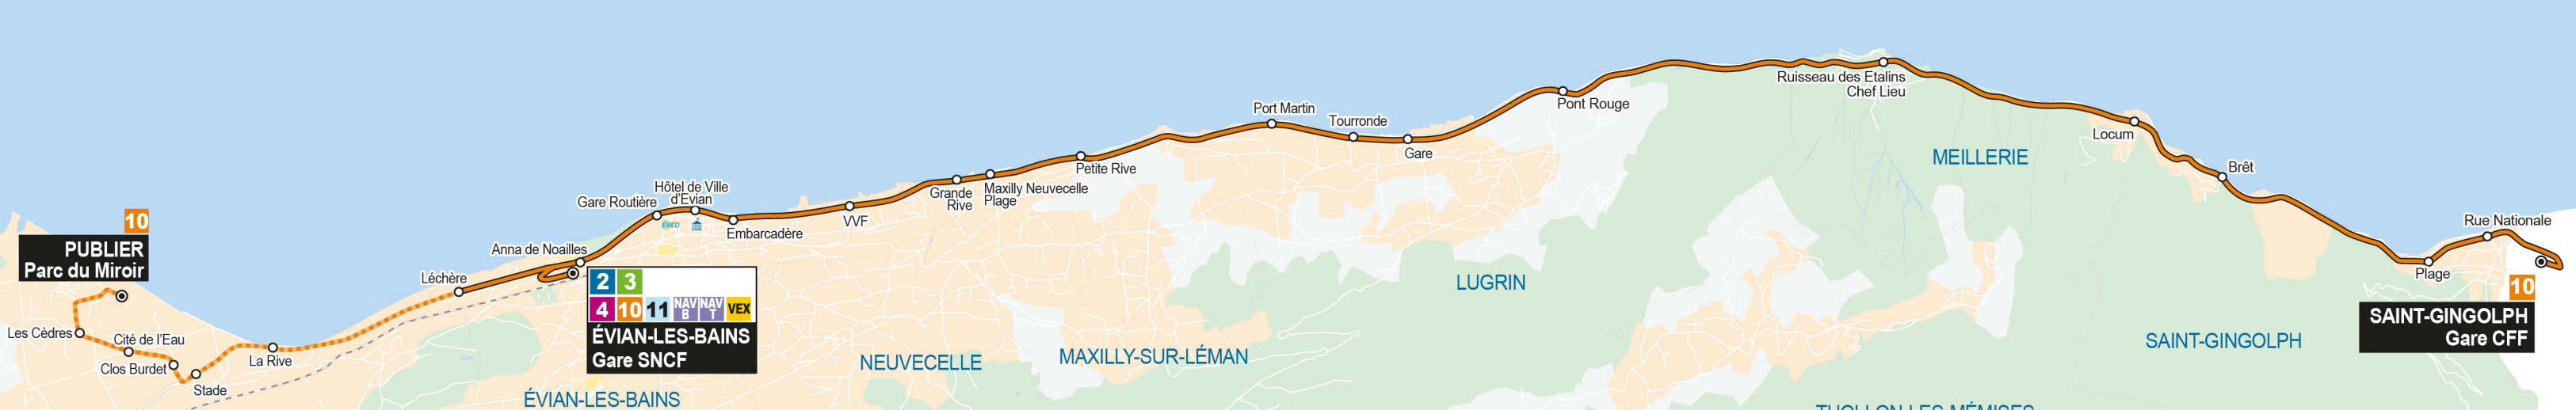 10
PUBLIER
Parc du Miroir
Les Cèdres
Cité de l'Eau
Clos Burdet
Stade
La Rive
Léchère
Anna de Noailles
2 3
4 10 11 NAV B NAV T VEX
ÉVIAN-LES-BAINS
Gare SNCF
ÉVIAN-LES-BAINS
Gare Routière
Hôtel de Ville
d'Evian
Embarcadère
VVF
NEUVECELLE
Grande
Rive
Maxilly Neuvecelle
Plage
Petite Rive
MAXILLY-SUR-LÉMAN
Port Martin
Tourronde
Gare
LUGRIN
Pont Rouge
Ruisseau des Etalins
Chef Lieu
MEILLERIE
THOLLON-LES-MÉMISES
Locum
Brêt
SAINT-GINGOLPH
Plage
Rue Nationale
10
SAINT-GINGOLPH
Gare CFF